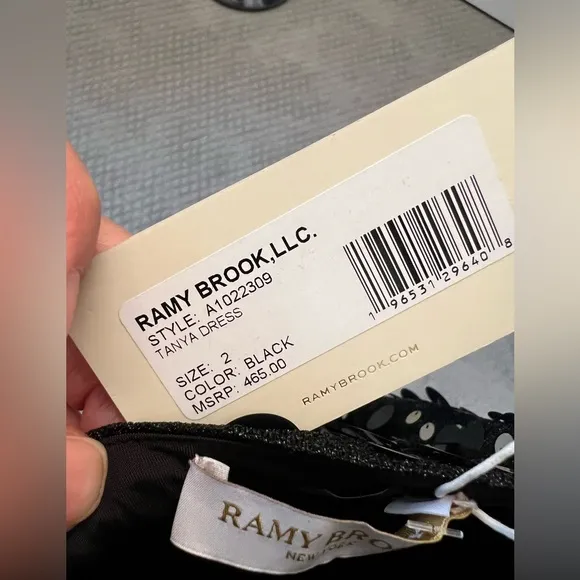 RAMY BROOK,LLC.
STYLE: A1022309
TANYA DRESS
SIZE: 2
COLOR: BLACK
MSRP: 465.00
1 96531 29640 8
RAMYBROOK.COM
RAMY BRO
NEW YORK